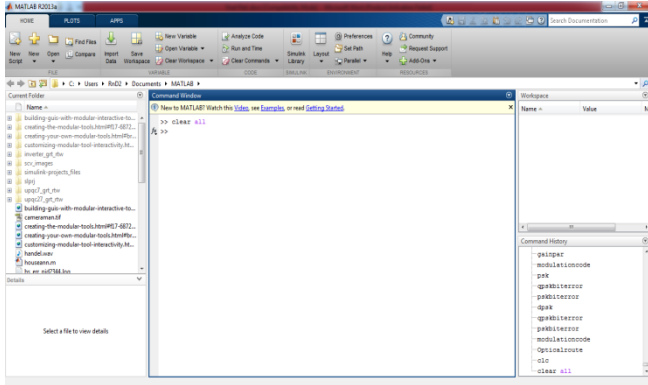 MATLAB R2013a
HOME PLOTS APPS
Search Documentation
New Script
New
Open
Find Files
Compare
Import Data
Save Workspace
New Variable
Open Variable
Clear Workspace
Analyze Code
Run and Time
Clear Commands
Simulink Library
Layout
Preferences
Set Path
Parallel
Help
Community
Request Support
Add-Ons
FILE VARIABLE CODE SIMULINK ENVIRONMENT RESOURCES
C: Users RnD2 Documents MATLAB
Current Folder
Name
building-guis-with-modular-interactive-to...
creating-the-modular-tools.html#f17-6872...
creating-your-own-modular-tools.html#br...
customizing-modular-tool-interactivity.ht...
inverter_grt_rtw
scv_images
simulink-projects_files
slprj
upqc7_grt_rtw
upqc27_grt_rtw
building-guis-with-modular-interactive-to...
cameraman.tif
creating-the-modular-tools.html#f17-6872...
creating-your-own-modular-tools.html#br...
customizing-modular-tool-interactivity.h...
handel.wav
houseann.m
Details
Select a file to view details
Command Window
New to MATLAB? Watch this Video, see Examples, or read Getting Started.
>> clear all
fx >>
Workspace
Name Value
Command History
gainpar
modulationcode
psk
qpskbiterror
pskbiterror
dpsk
qpskbiterror
pskbiterror
modulationcode
Opticalroute
clc
clear all